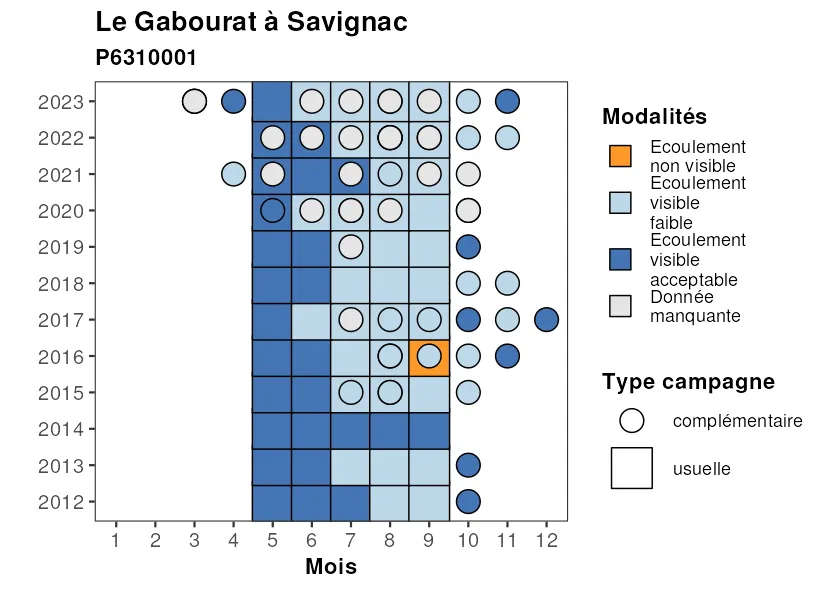 Le Gabourat à Savignac
P6310001
2023
2022
2021
2020
2019
2018
2017
2016
2015
2014
2013
2012
1 2 3 4 5 6 7 8 9 10 11 12
Mois
Modalités
Ecoulement
non visible
Ecoulement
visible
faible
Ecoulement
visible
acceptable
Donnée
manquante
Type campagne
complémentaire
usuelle